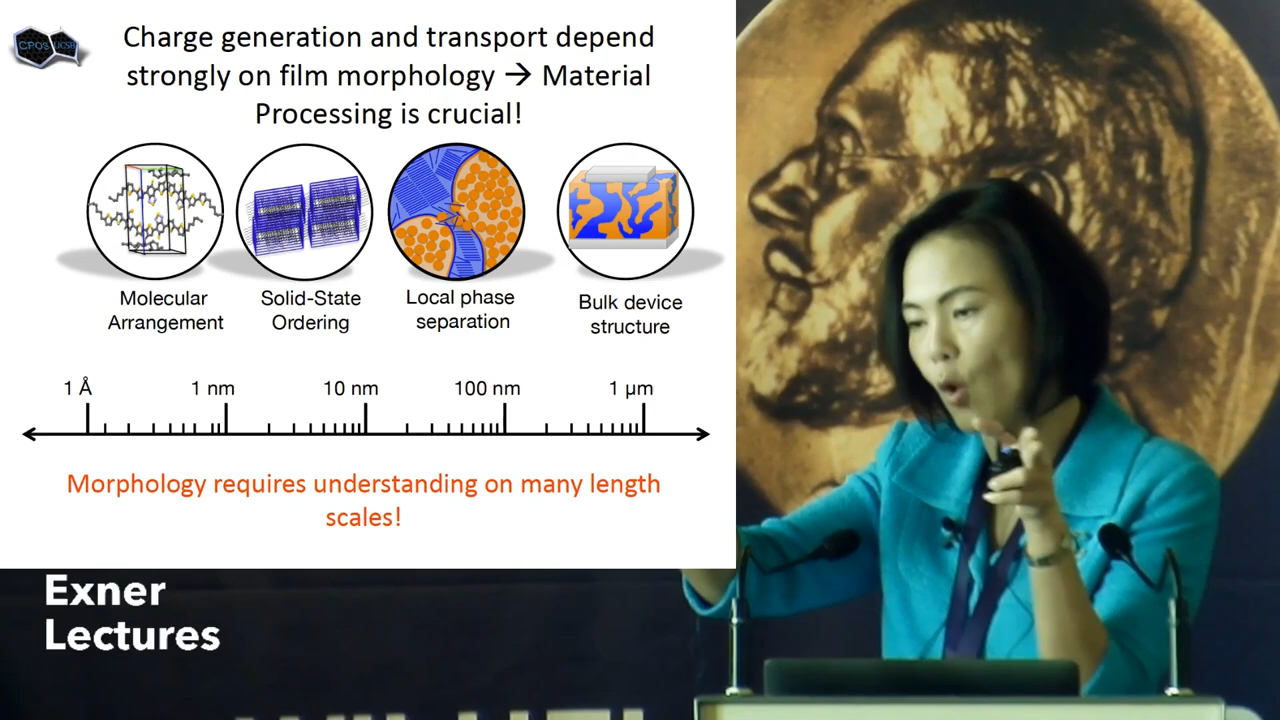 CPOS UCSB
Charge generation and transport depend
strongly on film morphology → Material
Processing is crucial!
Molecular
Arrangement
Solid-State
Ordering
Local phase
separation
Bulk device
structure
1 Å
1 nm
10 nm
100 nm
1 µm
Morphology requires understanding on many length
scales!
Exner
Lectures